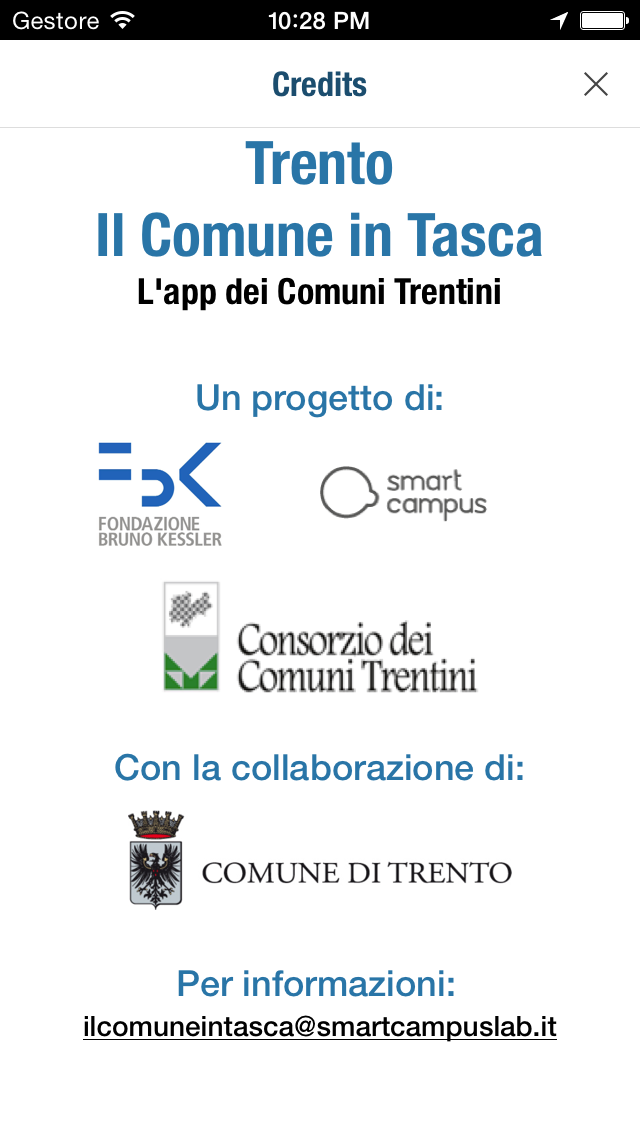 Gestore 10:28 PM
Credits
Trento
Il Comune in Tasca
L'app dei Comuni Trentini
Un progetto di:
FBK
FONDAZIONE
BRUNO KESSLER
smart
campus
Consorzio dei
Comuni Trentini
Con la collaborazione di:
COMUNE DI TRENTO
Per informazioni:
ilcomuneintasca@smartcampuslab.it